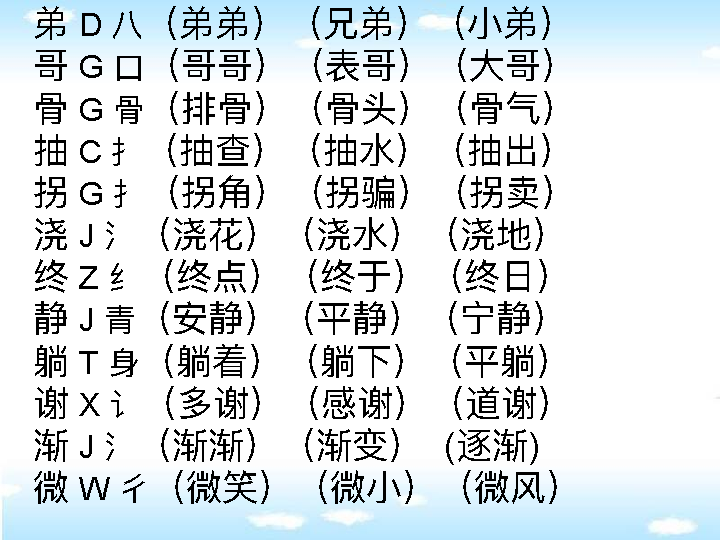 弟 D 八（弟弟）（兄弟）（小弟）
哥 G 口（哥哥）（表哥）（大哥）
骨 G 骨（排骨）（骨头）（骨气）
抽 C 扌（抽查）（抽水）（抽出）
拐 G 扌（拐角）（拐骗）（拐卖）
浇 J 氵（浇花）（浇水）（浇地）
终 Z 纟（终点）（终于）（终日）
静 J 青（安静）（平静）（宁静）
躺 T 身（躺着）（躺下）（平躺）
谢 X 讠（多谢）（感谢）（道谢）
渐 J 氵（渐渐）（渐变） (逐渐)
微 W 彳（微笑）（微小）（微风）